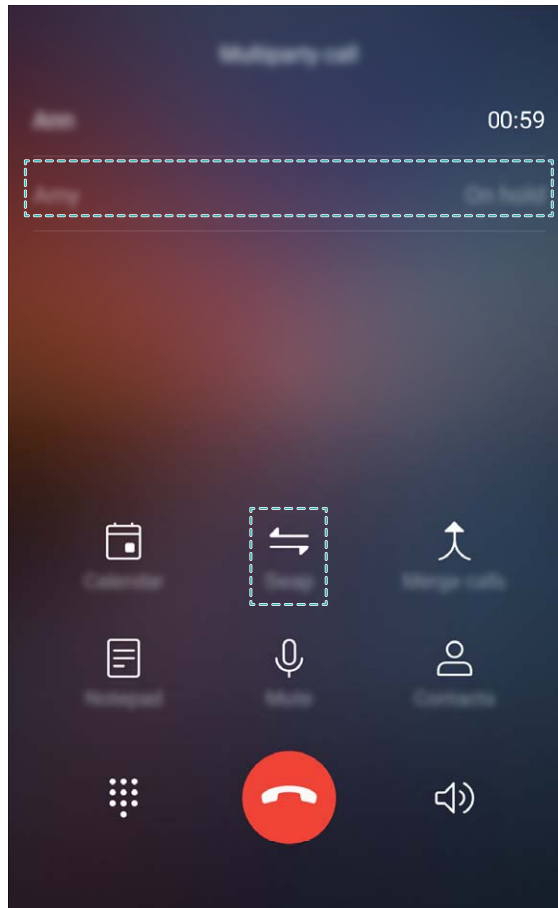 Multiparty call
Ann 00:59
Amy On hold
Calendar Swap Merge calls
Notepad Mute Contacts